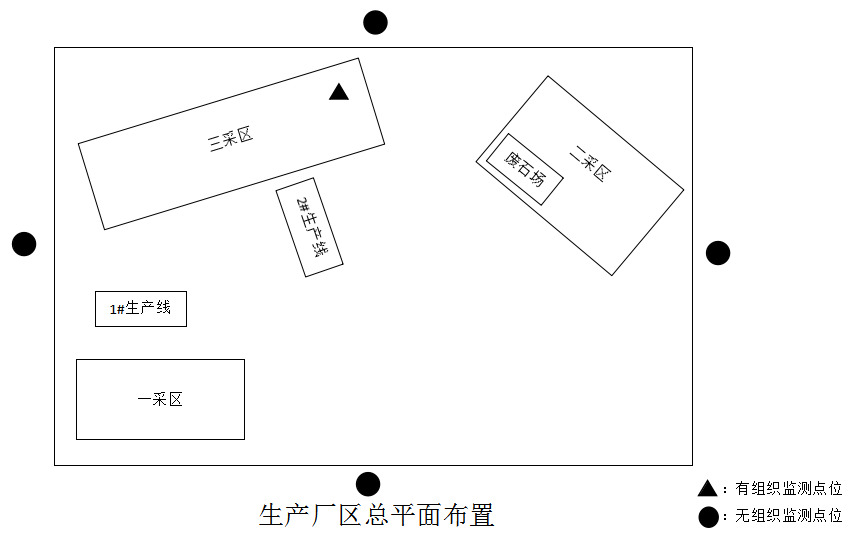 三采区
二采区
废石场
2#生产线
1#生产线
一采区
：有组织监测点位
：无组织监测点位
生产厂区总平面布置